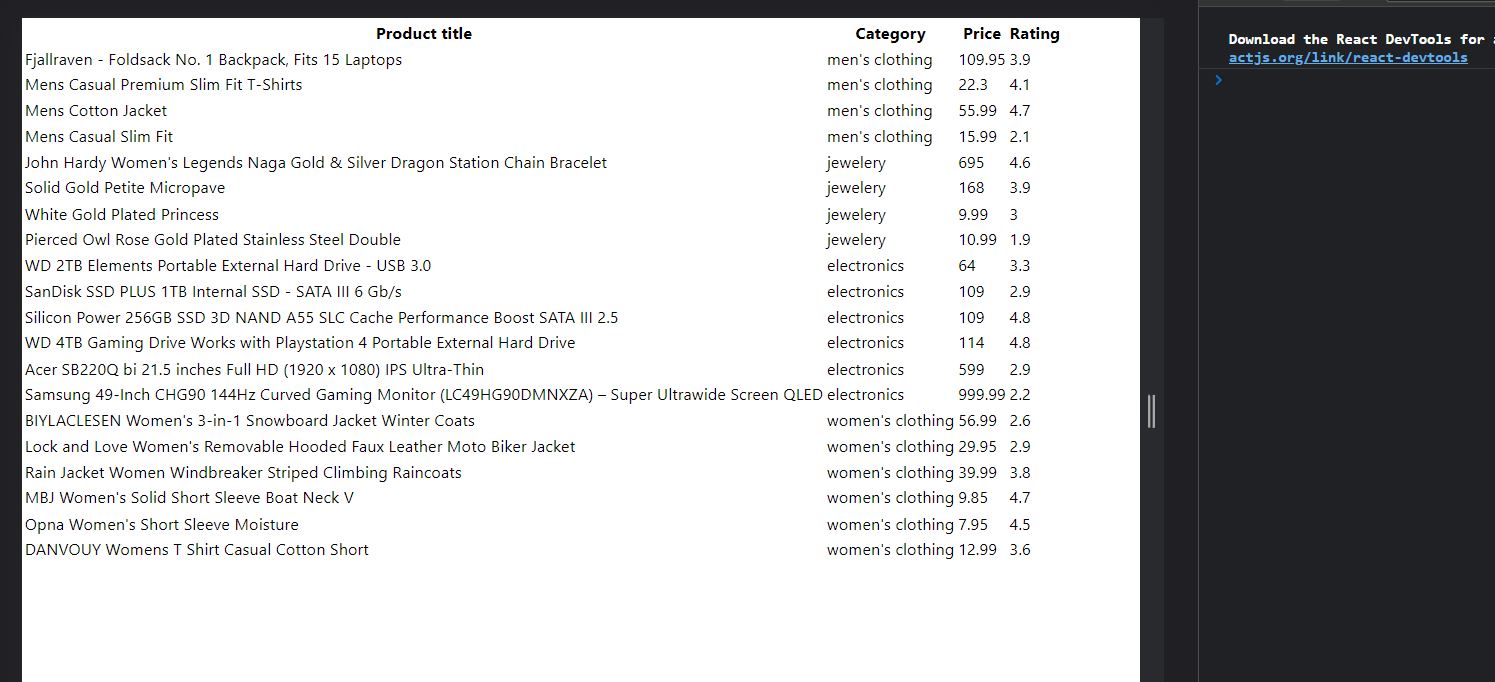 Product title Category Price Rating
Fjallraven - Foldsack No. 1 Backpack, Fits 15 Laptops men's clothing 109.95 3.9
Mens Casual Premium Slim Fit T-Shirts men's clothing 22.3 4.1
Mens Cotton Jacket men's clothing 55.99 4.7
Mens Casual Slim Fit men's clothing 15.99 2.1
John Hardy Women's Legends Naga Gold & Silver Dragon Station Chain Bracelet jewelery 695 4.6
Solid Gold Petite Micropave jewelery 168 3.9
White Gold Plated Princess jewelery 9.99 3
Pierced Owl Rose Gold Plated Stainless Steel Double jewelery 10.99 1.9
WD 2TB Elements Portable External Hard Drive - USB 3.0 electronics 64 3.3
SanDisk SSD PLUS 1TB Internal SSD - SATA III 6 Gb/s electronics 109 2.9
Silicon Power 256GB SSD 3D NAND A55 SLC Cache Performance Boost SATA III 2.5 electronics 109 4.8
WD 4TB Gaming Drive Works with Playstation 4 Portable External Hard Drive electronics 114 4.8
Acer SB220Q bi 21.5 inches Full HD (1920 x 1080) IPS Ultra-Thin electronics 599 2.9
Samsung 49-Inch CHG90 144Hz Curved Gaming Monitor (LC49HG90DMNXZA) – Super Ultrawide Screen QLED electronics 999.99 2.2
BIYLACLESEN Women's 3-in-1 Snowboard Jacket Winter Coats women's clothing 56.99 2.6
Lock and Love Women's Removable Hooded Faux Leather Moto Biker Jacket women's clothing 29.95 2.9
Rain Jacket Women Windbreaker Striped Climbing Raincoats women's clothing 39.99 3.8
MBJ Women's Solid Short Sleeve Boat Neck V women's clothing 9.85 4.7
Opna Women's Short Sleeve Moisture women's clothing 7.95 4.5
DANVOUY Womens T Shirt Casual Cotton Short women's clothing 12.99 3.6
Download the React DevTools for
actjs.org/link/react-devtools